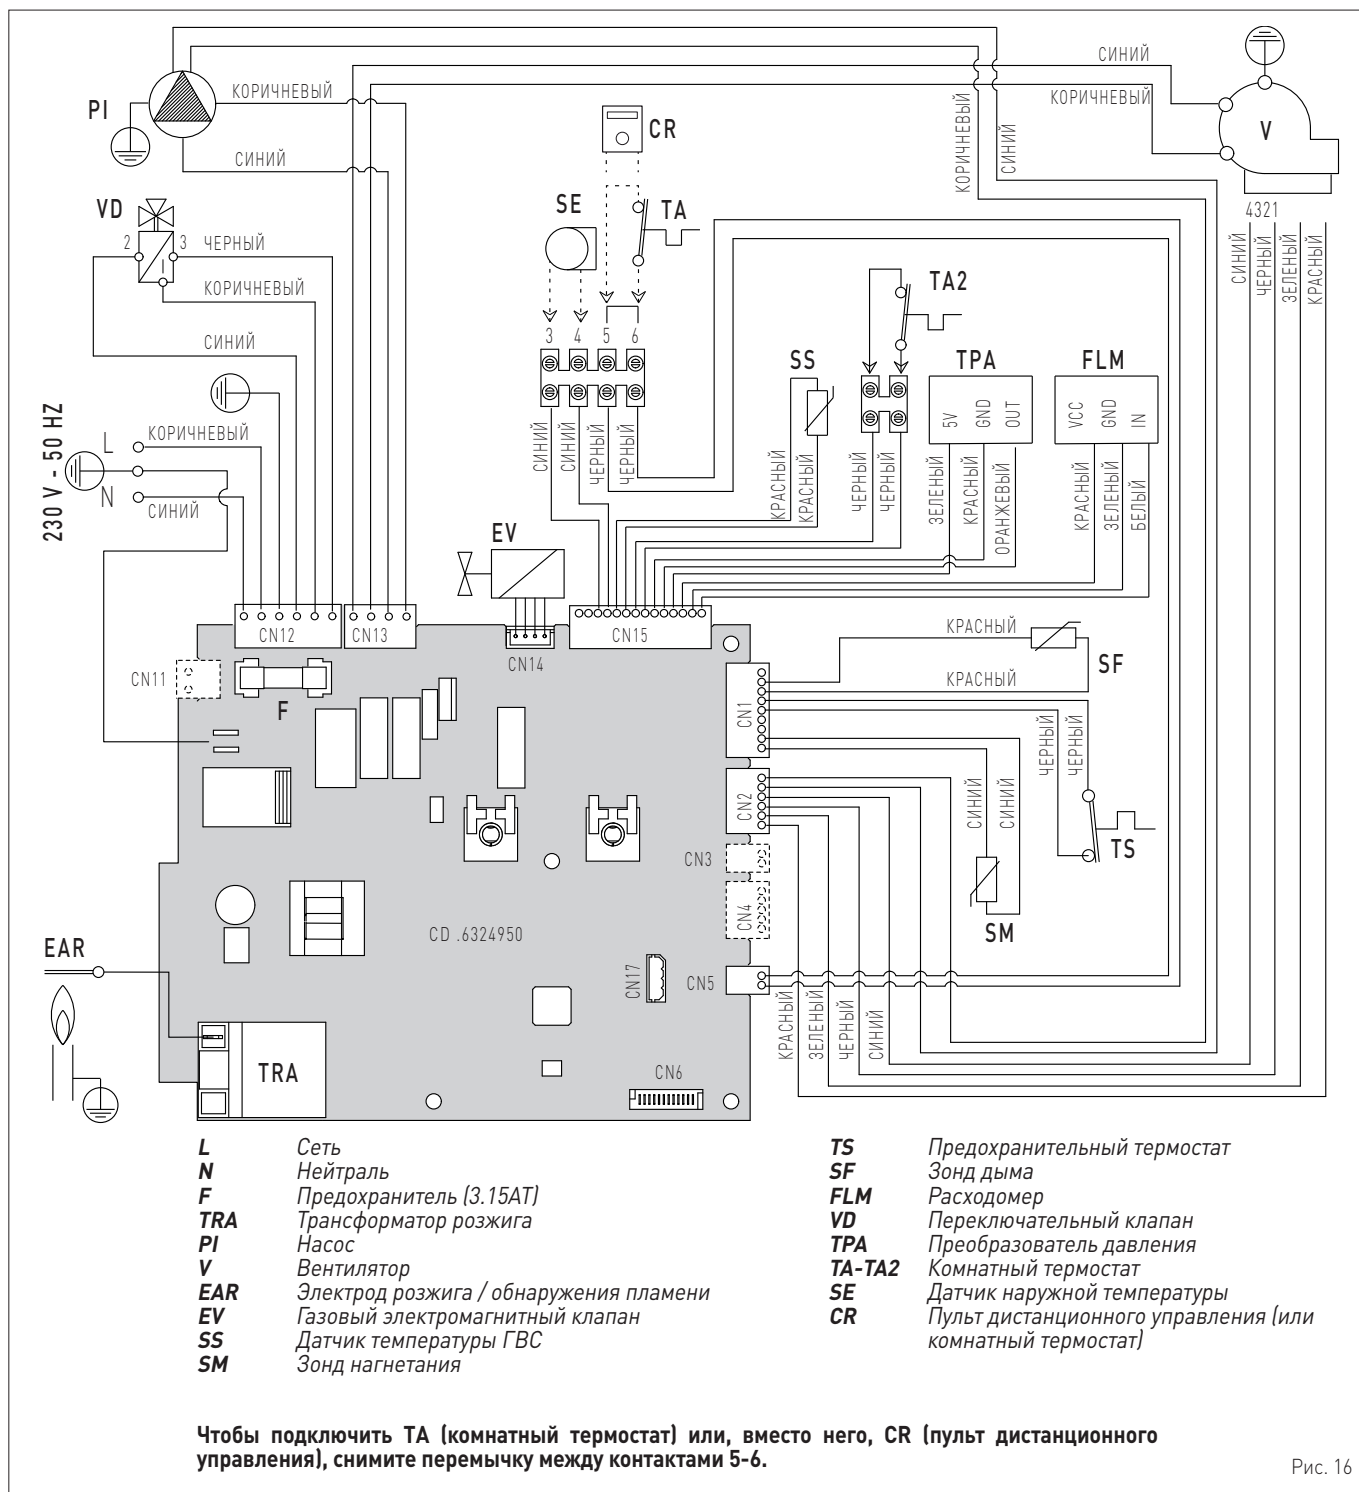 СИНИЙ
КОРИЧНЕВЫЙ
КОРИЧНЕВЫЙ
PI
CR
V
СИНИЙ
КОРИЧНЕВЫЙ
СИНИЙ
VD
SE
TA
4321
2
3
ЧЕРНЫЙ
СИНИЙ
ЧЕРНЫЙ
ЗЕЛЕНЫЙ
КРАСНЫЙ
КОРИЧНЕВЫЙ
TA2
СИНИЙ
3 4 5 6
SS
TPA
FLM
230 V - 50 HZ
5V
GND
OUT
VCC
GND
IN
L
КОРИЧНЕВЫЙ
N
СИНИЙ
СИНИЙ
СИНИЙ
ЧЕРНЫЙ
ЧЕРНЫЙ
КРАСНЫЙ
КРАСНЫЙ
ЧЕРНЫЙ
ЧЕРНЫЙ
ЗЕЛЕНЫЙ
КРАСНЫЙ
ОРАНЖЕВЫЙ
КРАСНЫЙ
ЗЕЛЕНЫЙ
БЕЛЫЙ
EV
CN12
CN13
CN14
CN15
КРАСНЫЙ
SF
КРАСНЫЙ
CN11
F
CN1
ЧЕРНЫЙ
ЧЕРНЫЙ
СИНИЙ
СИНИЙ
CN2
TS
CN3
CN4
SM
CD .6324950
EAR
CN17
CN5
КРАСНЫЙ
ЗЕЛЕНЫЙ
ЧЕРНЫЙ
СИНИЙ
TRA
CN6
L Сеть
N Нейтраль
F Предохранитель (3.15AT)
TRA Трансформатор розжига
PI Насос
V Вентилятор
EAR Электрод розжига / обнаружения пламени
EV Газовый электромагнитный клапан
SS Датчик температуры ГВС
SM Зонд нагнетания
TS Предохранительный термостат
SF Зонд дыма
FLM Расходомер
VD Переключательный клапан
TPA Преобразователь давления
TA-TA2 Комнатный термостат
SE Датчик наружной температуры
CR Пульт дистанционного управления (или
комнатный термостат)
Чтобы подключить TA (комнатный термостат) или, вместо него, CR (пульт дистанционного
управления), снимите перемычку между контактами 5-6.
Рис. 16